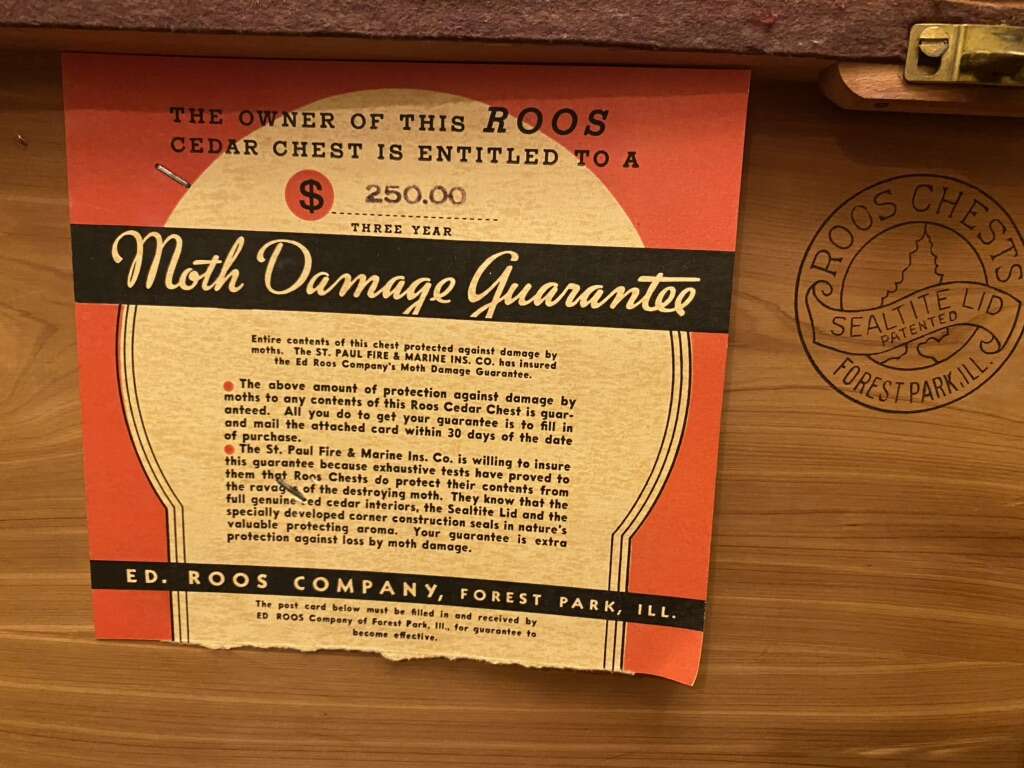 THE OWNER OF THIS ROOS
CEDAR CHEST IS ENTITLED TO A
$ 250.00
THREE YEAR
Moth Damage Guarantee
Entire contents of this chest protected against damage by
moths. The ST. PAUL FIRE & MARINE INS. CO. has insured
the Ed Roos Company's Moth Damage Guarantee.
The above amount of protection against damage by
moths to any contents of this Roos Cedar Chest is guar-
anteed. All you do to get your guarantee is to fill in
and mail the attached card within 30 days of the date
of purchase.
The St. Paul Fire & Marine Ins. Co. is willing to insure
this guarantee because exhaustive tests have proved to
them that Roos Chests do protect their contents from
the ravages of the destroying moth. They know that the
full genuine red cedar interiors, the Sealtite Lid and the
specially developed corner construction seals in nature's
valuable protecting aroma. Your guarantee is extra
protection against loss by moth damage.
ED. ROOS COMPANY, FOREST PARK, ILL.
The post card below must be filled in and received by
ED ROOS Company of Forest Park, Ill., for guarantee to
become effective.
ROOS CHESTS
SEALTITE LID
PATENTED
FOREST PARK, ILL.